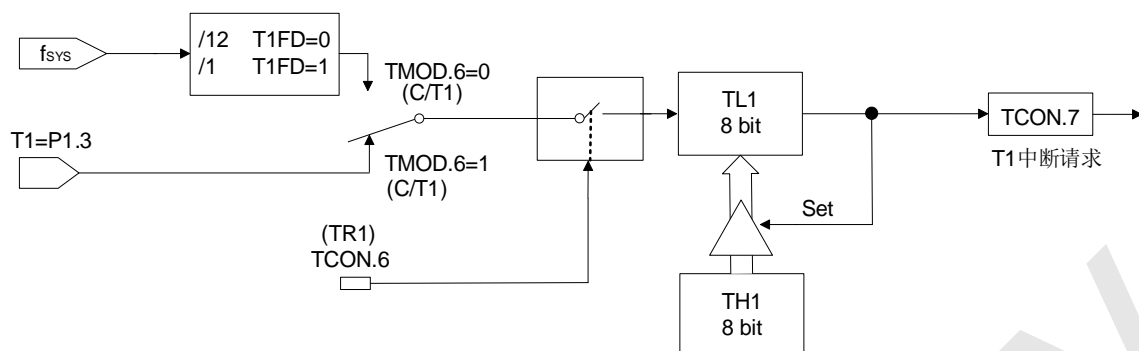 fSYS
/12 T1FD=0
/1 T1FD=1
TMOD.6=0
(C/T1)
T1=P1.3
TMOD.6=1
(C/T1)
(TR1)
TCON.6
TL1
8 bit
TCON.7
T1中断请求
Set
TH1
8 bit